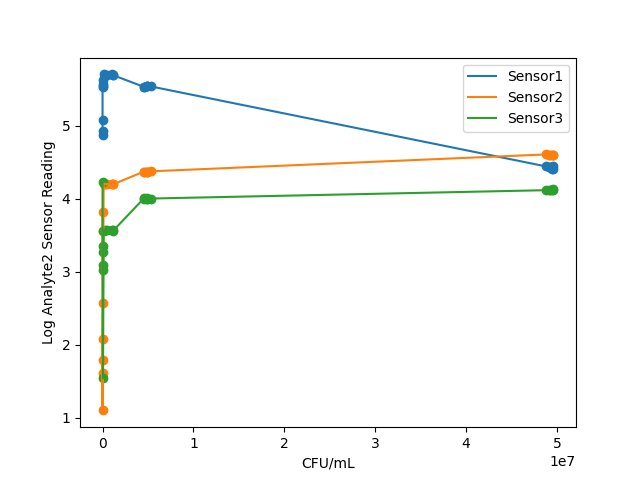 Sensor1
Sensor2
Sensor3
Log Analyte2 Sensor Reading
5
4
3
2
1
0 1 2 3 4 5
1e7
CFU/mL